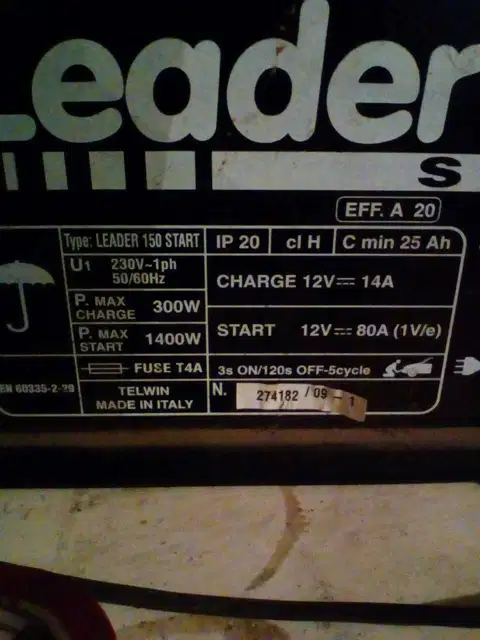 Leader
S
EFF. A 20
Type: LEADER 150 START
IP 20
cl H
C min 25 Ah
U1 230V~1ph
50/60Hz
CHARGE 12V⎓ 14A
P. MAX
CHARGE 300W
P. MAX
START 1400W
START 12V⎓ 80A (1V/e)
FUSE T4A
3s ON/120s OFF-5cycle
EN 60335-2-29
TELWIN
MADE IN ITALY
N. 274182 / 09 - 1